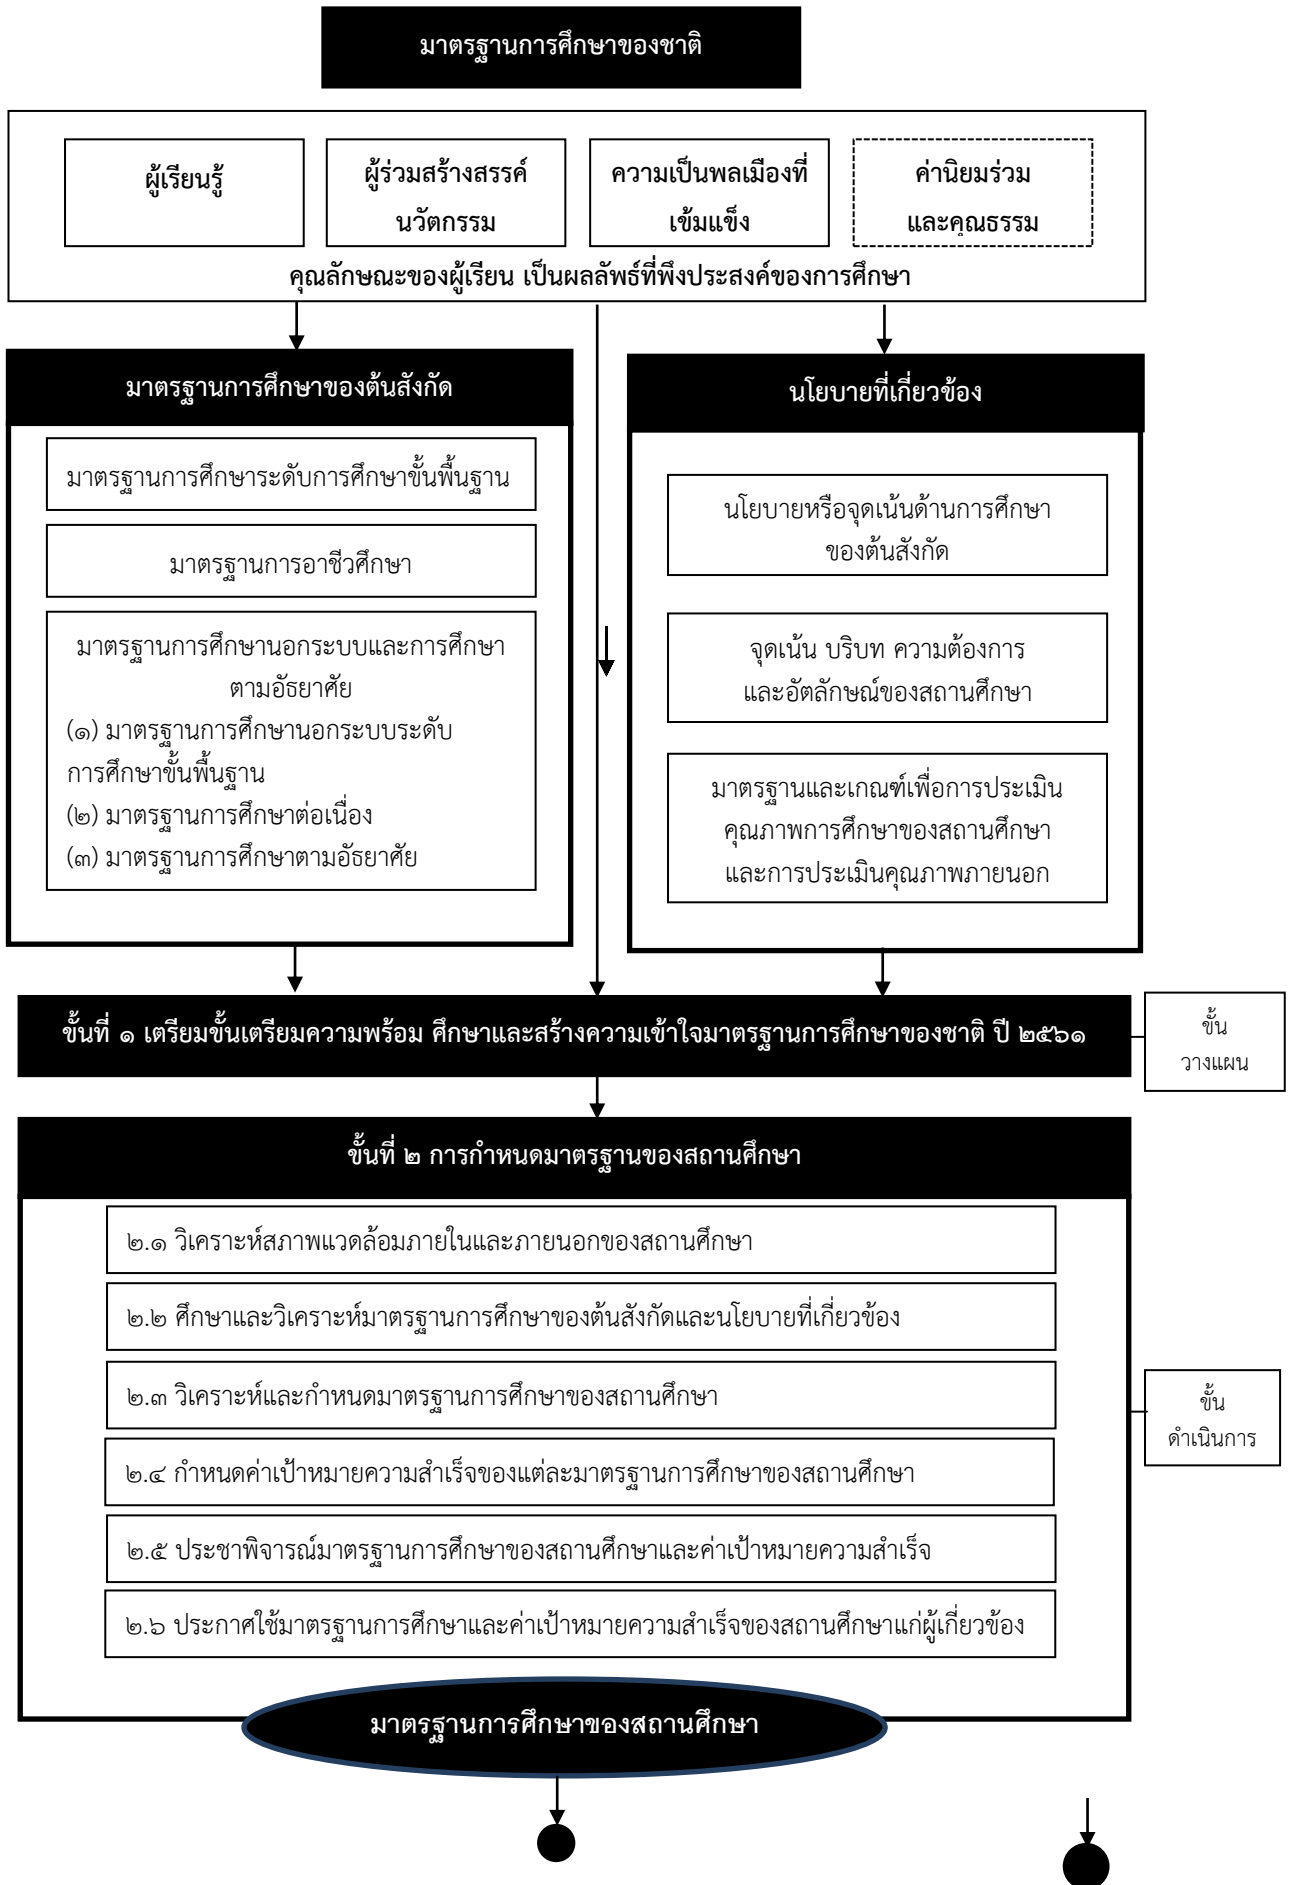 มาตรฐานการศึกษาของชาติ
ผู้เรียนรู้
ผู้ร่วมสร้างสรรค์
นวัตกรรม
ความเป็นพลเมืองที่
เข้มแข็ง
ค่านิยมร่วม
และคุณธรรม
คุณลักษณะของผู้เรียน เป็นผลลัพธ์ที่พึงประสงค์ของการศึกษา
มาตรฐานการศึกษาของต้นสังกัด
มาตรฐานการศึกษาระดับการศึกษาขั้นพื้นฐาน
มาตรฐานการอาชีวศึกษา
มาตรฐานการศึกษานอกระบบและการศึกษา
ตามอัธยาศัย
(๑) มาตรฐานการศึกษานอกระบบระดับ
การศึกษาขั้นพื้นฐาน
(๒) มาตรฐานการศึกษาต่อเนื่อง
(๓) มาตรฐานการศึกษาตามอัธยาศัย
นโยบายที่เกี่ยวข้อง
นโยบายหรือจุดเน้นด้านการศึกษา
ของต้นสังกัด
จุดเน้น บริบท ความต้องการ
และอัตลักษณ์ของสถานศึกษา
มาตรฐานและเกณฑ์เพื่อการประเมิน
คุณภาพการศึกษาของสถานศึกษา
และการประเมินคุณภาพภายนอก
ขั้นที่ ๑ เตรียมขั้นเตรียมความพร้อม ศึกษาและสร้างความเข้าใจมาตรฐานการศึกษาของชาติ ปี ๒๕๖๑
ขั้น
วางแผน
ขั้นที่ ๒ การกำหนดมาตรฐานของสถานศึกษา
๒.๑ วิเคราะห์สภาพแวดล้อมภายในและภายนอกของสถานศึกษา
๒.๒ ศึกษาและวิเคราะห์มาตรฐานการศึกษาของต้นสังกัดและนโยบายที่เกี่ยวข้อง
๒.๓ วิเคราะห์และกำหนดมาตรฐานการศึกษาของสถานศึกษา
๒.๔ กำหนดค่าเป้าหมายความสำเร็จของแต่ละมาตรฐานการศึกษาของสถานศึกษา
๒.๕ ประชาพิจารณ์มาตรฐานการศึกษาของสถานศึกษาและค่าเป้าหมายความสำเร็จ
๒.๖ ประกาศใช้มาตรฐานการศึกษาและค่าเป้าหมายความสำเร็จของสถานศึกษาแก่ผู้เกี่ยวข้อง
ขั้น
ดำเนินการ
มาตรฐานการศึกษาของสถานศึกษา